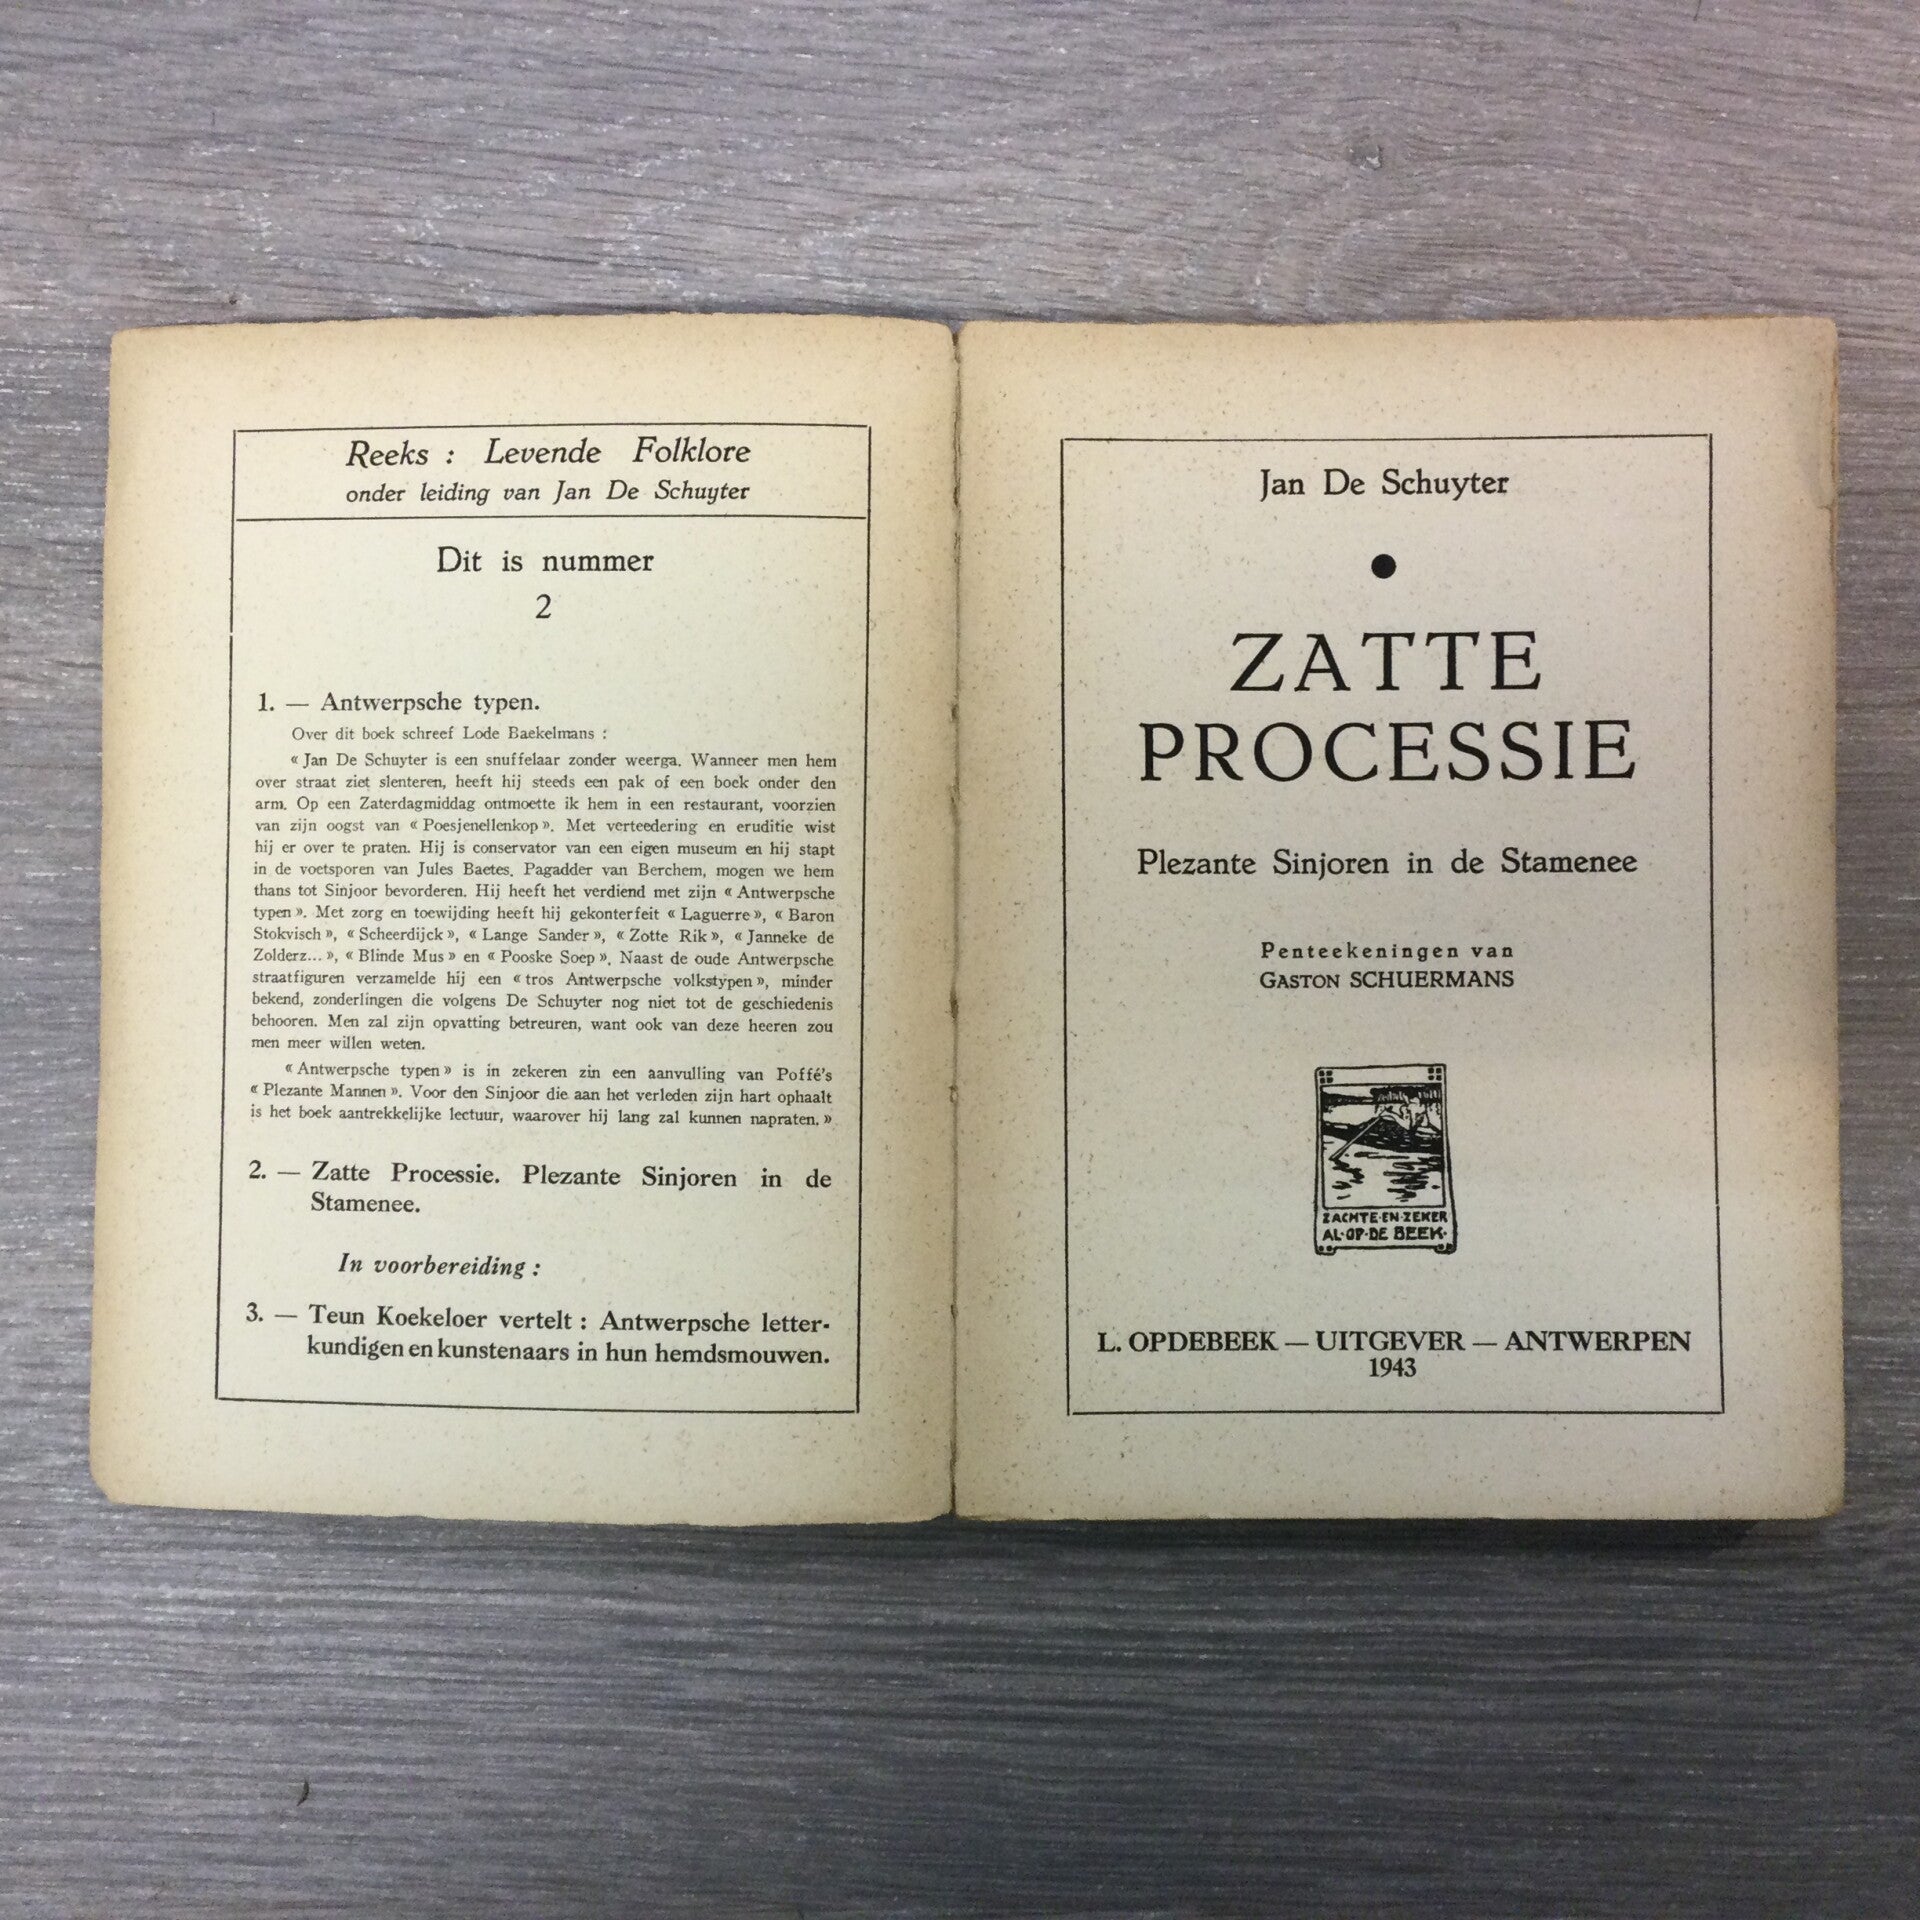 Reeks : Levende Folklore
onder leiding van Jan De Schuyter
Dit is nummer
2
1. — Antwerpsche typen.
Over dit boek schreef Lode Baekelmans :
« Jan De Schuyter is een snuffelaar zonder weerga. Wanneer men hem
over straat ziet slenteren, heeft hij steeds een pak of een boek onder den
arm. Op een Zaterdagmiddag ontmoette ik hem in een restaurant, voorzien
van zijn oogst van « Poesjenellenkop ». Met verteedering en eruditie wist
hij er over te praten. Hij is conservator van een eigen museum en hij stapt
in de voetsporen van Jules Baetes. Pagadder van Berchem, mogen we hem
thans tot Sinjoor bevorderen. Hij heeft het verdiend met zijn « Antwerpsche
typen ». Met zorg en toewijding heeft hij gekonterfeit « Laguerre », « Baron
Stokvisch », « Scheerdijck », « Lange Sander », « Zotte Rik », « Janneke de
Zolderz... », « Blinde Mus » en « Pooske Soep ». Naast de oude Antwerpsche
straatfiguren verzamelde hij een « tros Antwerpsche volkstypen », minder
bekend, zonderlingen die volgens De Schuyter nog niet tot de geschiedenis
behooren. Men zal zijn opvatting betreuren, want ook van deze heeren zou
men meer willen weten.
« Antwerpsche typen » is in zekeren zin een aanvulling van Poffé's
« Plezante Mannen ». Voor den Sinjoor die aan het verleden zijn hart ophaalt
is het boek aantrekkelijke lectuur, waarover hij lang zal kunnen napraten. »
2. — Zatte Processie. Plezante Sinjoren in de
Stamenee.
In voorbereiding :
3. — Teun Koekeloer vertelt : Antwerpsche letter-
kundigen en kunstenaars in hun hemdsmouwen.
Jan De Schuyter
ZATTE
PROCESSIE
Plezante Sinjoren in de Stamenee
Penteekeningen van
GASTON SCHUERMANS
ZACHTE·EN·ZEKER
AL·OP·DE BEEK·
L. OPDEBEEK — UITGEVER — ANTWERPEN
1943